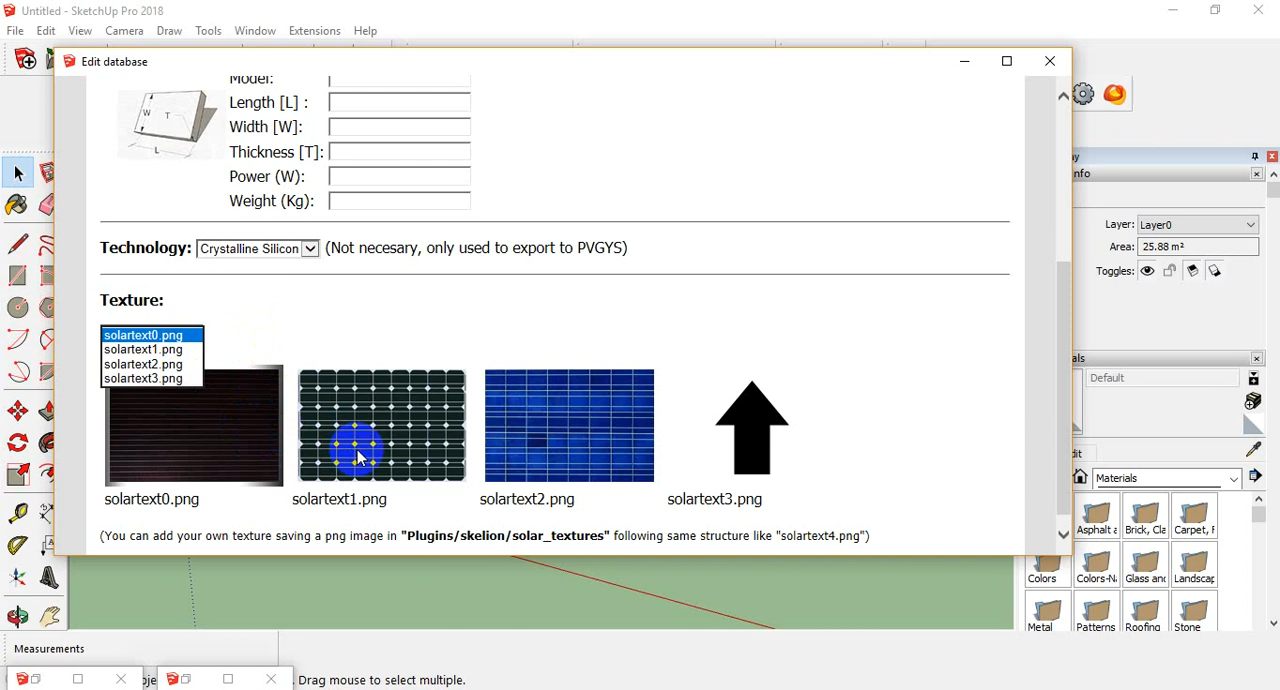 Untitled - SketchUp Pro 2018
File Edit View Camera Draw Tools Window Extensions Help
Edit database
Model:
Length [L] :
Width [W]:
Thickness [T]:
Power (W):
Weight (Kg):
W
T
L
Technology: Crystalline Silicon (Not necesary, only used to export to PVGYS)
Texture:
solartext0.png
solartext1.png
solartext2.png
solartext3.png
solartext0.png solartext1.png solartext2.png solartext3.png
(You can add your own texture saving a png image in "Plugins/skelion/solar_textures" following same structure like "solartext4.png")
Layer: Layer0
Area: 25.88 m²
Toggles:
Default
Materials
Asphalt a Brick, Cla Carpet, F
Colors Colors-Na Glass and Landscap
Metal Patterns Roofing Stone
Measurements
Drag mouse to select multiple.